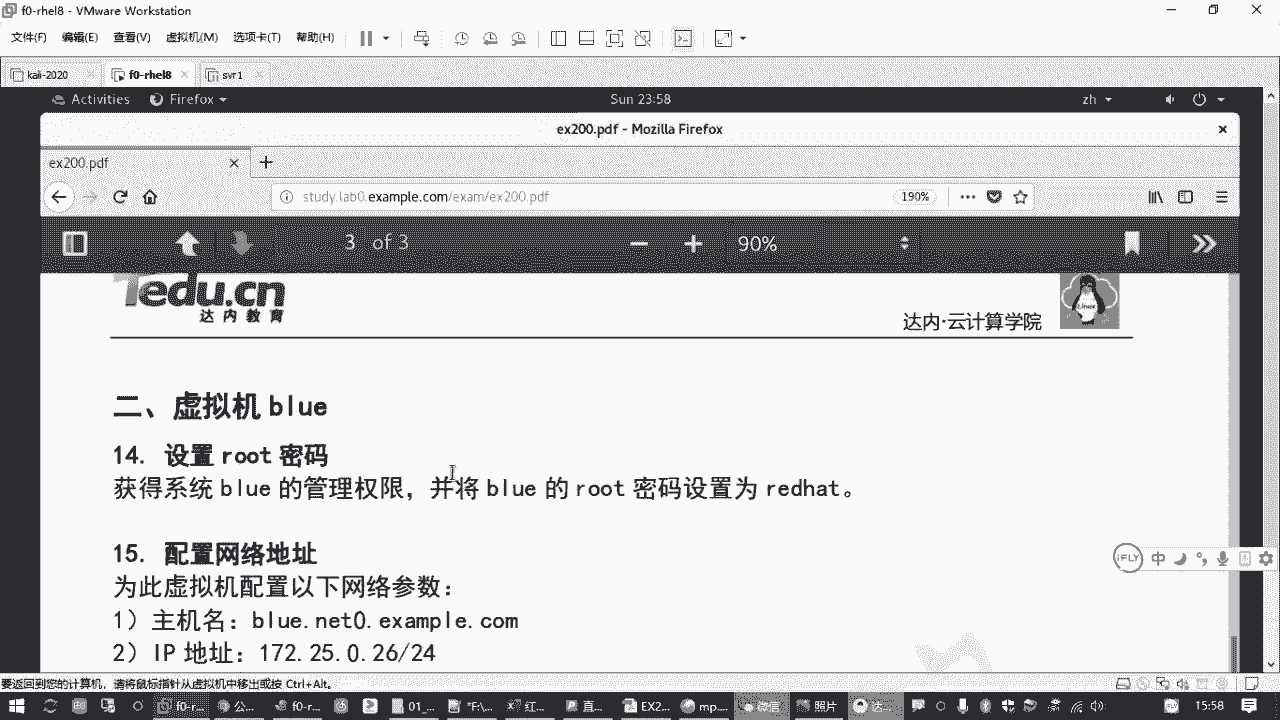 f0-rhel8 - VMware Workstation
文件(F) 编辑(E) 查看(V) 虚拟机(M) 选项卡(T) 帮助(H)
kali-2020 f0-rhel8 svr1
Activities Firefox Sun 23:58 zh
ex200.pdf - Mozilla Firefox
ex200.pdf
study.lab0.example.com/exam/ex200.pdf 190%
3 of 3 90%
Tedu.cn
达内教育
达内·云计算学院
二、虚拟机 blue
14. 设置 root 密码
获得系统 blue 的管理权限，并将 blue 的 root 密码设置为 redhat。
15. 配置网络地址
为此虚拟机配置以下网络参数：
1）主机名：blue.net0.example.com
2）IP 地址：172.25.0.26/24
iFLY 中
要返回到您的计算机，请将鼠标指针从虚拟机中移出或按 Ctrl+Alt。
f0-r... 公... f0-r... 01_... "F:\... 红... 直... EX2... mp... 微信 照片 达... 15:58